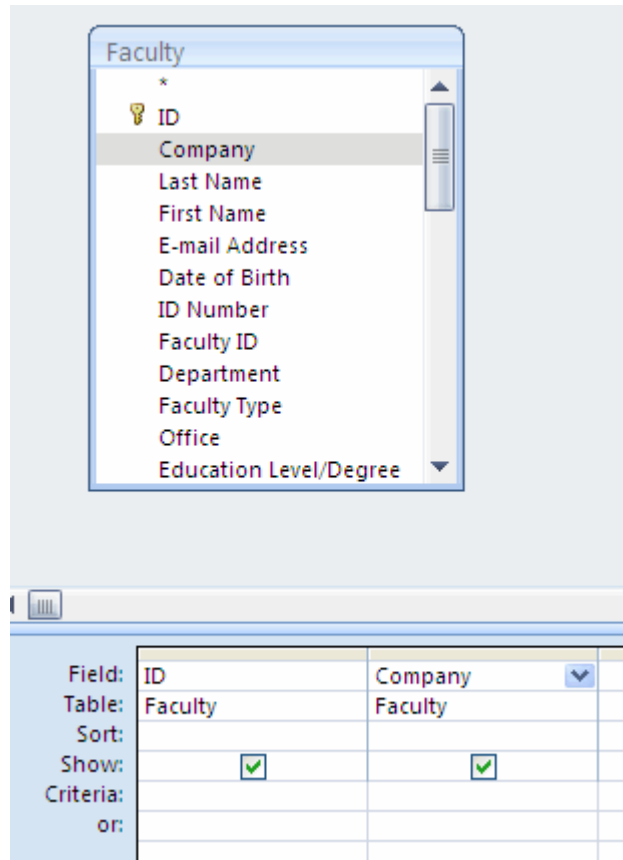 Faculty
*
ID
Company
Last Name
First Name
E-mail Address
Date of Birth
ID Number
Faculty ID
Department
Faculty Type
Office
Education Level/Degree
Field: ID Company
Table: Faculty Faculty
Sort:
Show:
Criteria:
or: